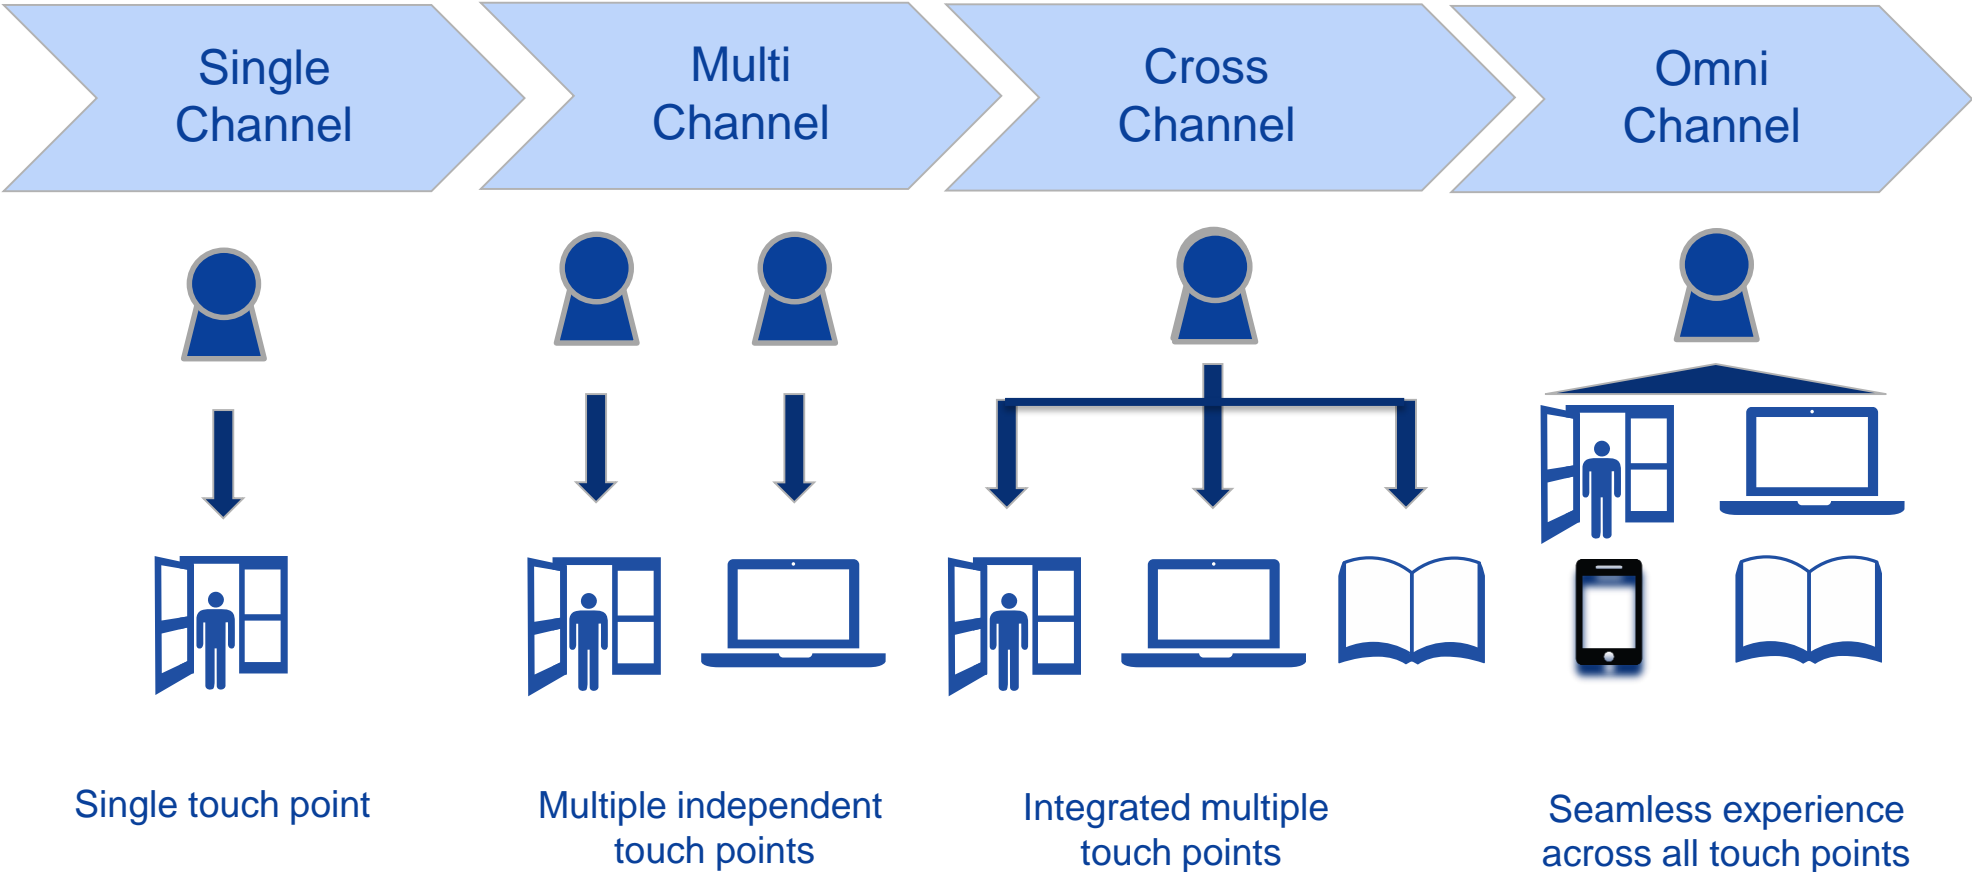 Single
Channel
Multi
Channel
Cross
Channel
Omni
Channel
Single touch point
Multiple independent
touch points
Integrated multiple
touch points
Seamless experience
across all touch points